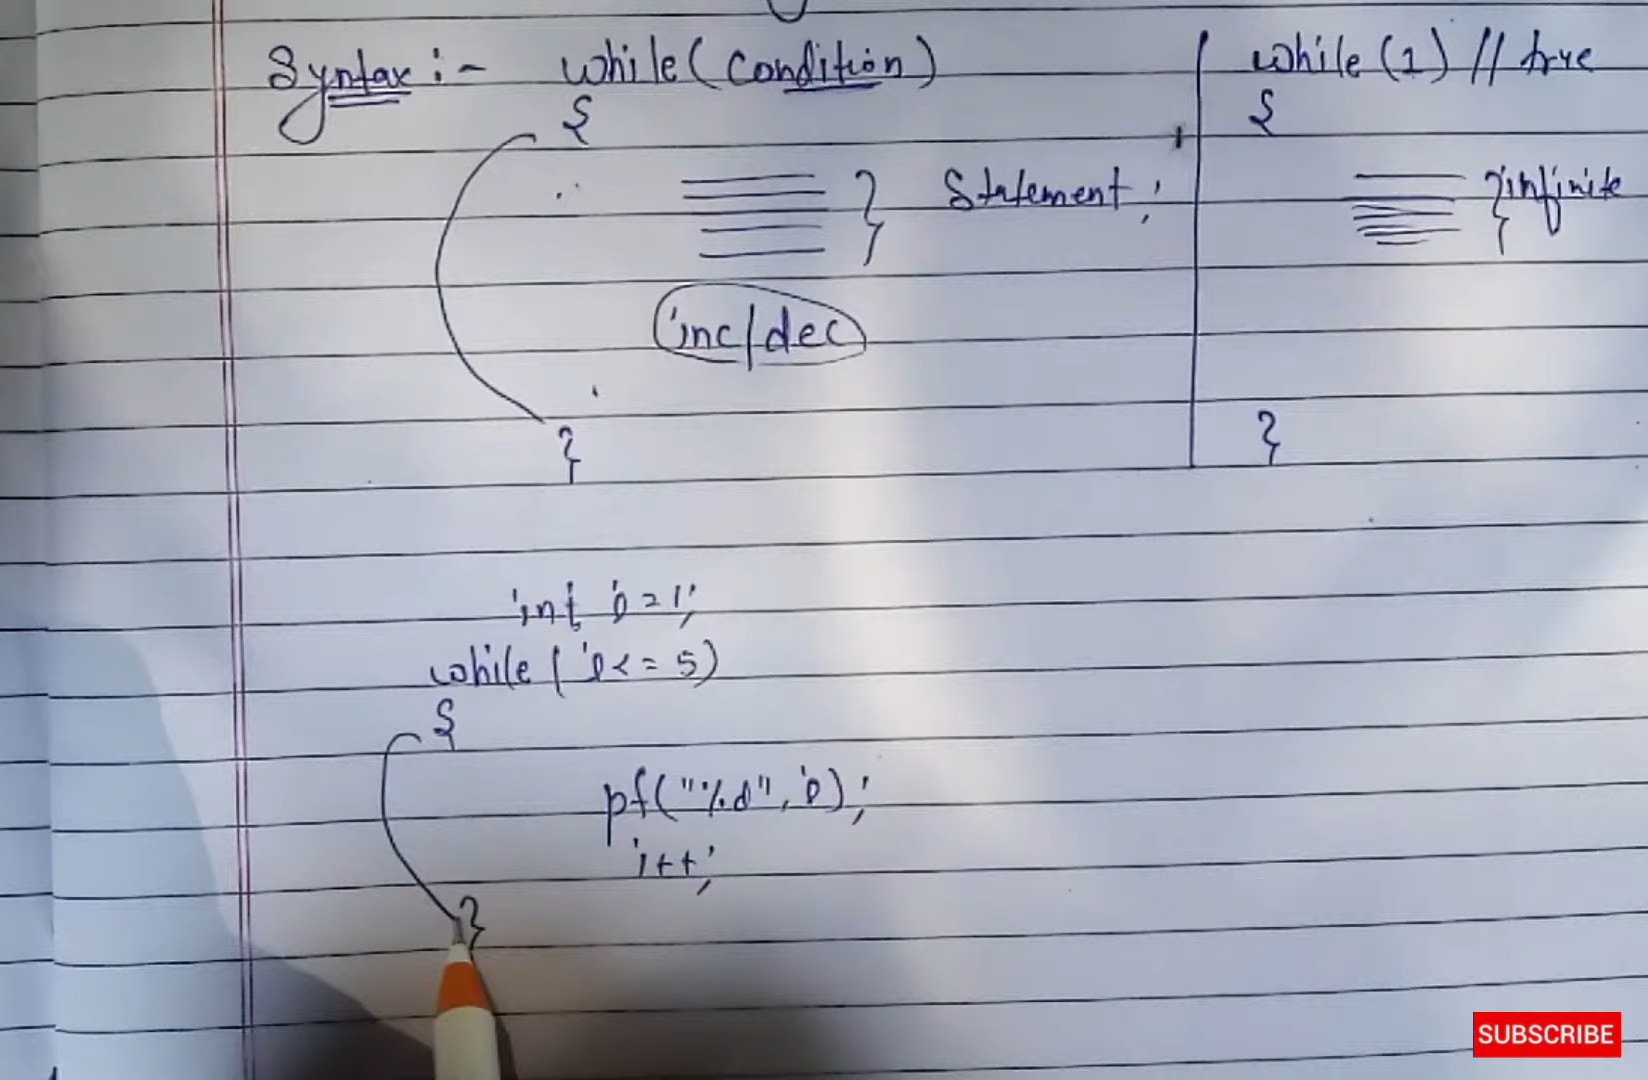 Syntax :- while (condition)
{
Statement ;
inc/dec
}
while (1) // true
{
} infinite
}
int i = 1;
while ( i <= 5)
{
pf("%d", i);
i++;
}
SUBSCRIBE